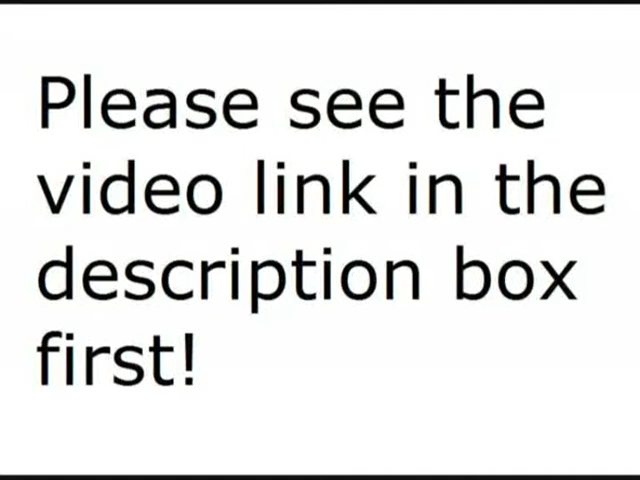 Please see the
video link in the
description box
first!